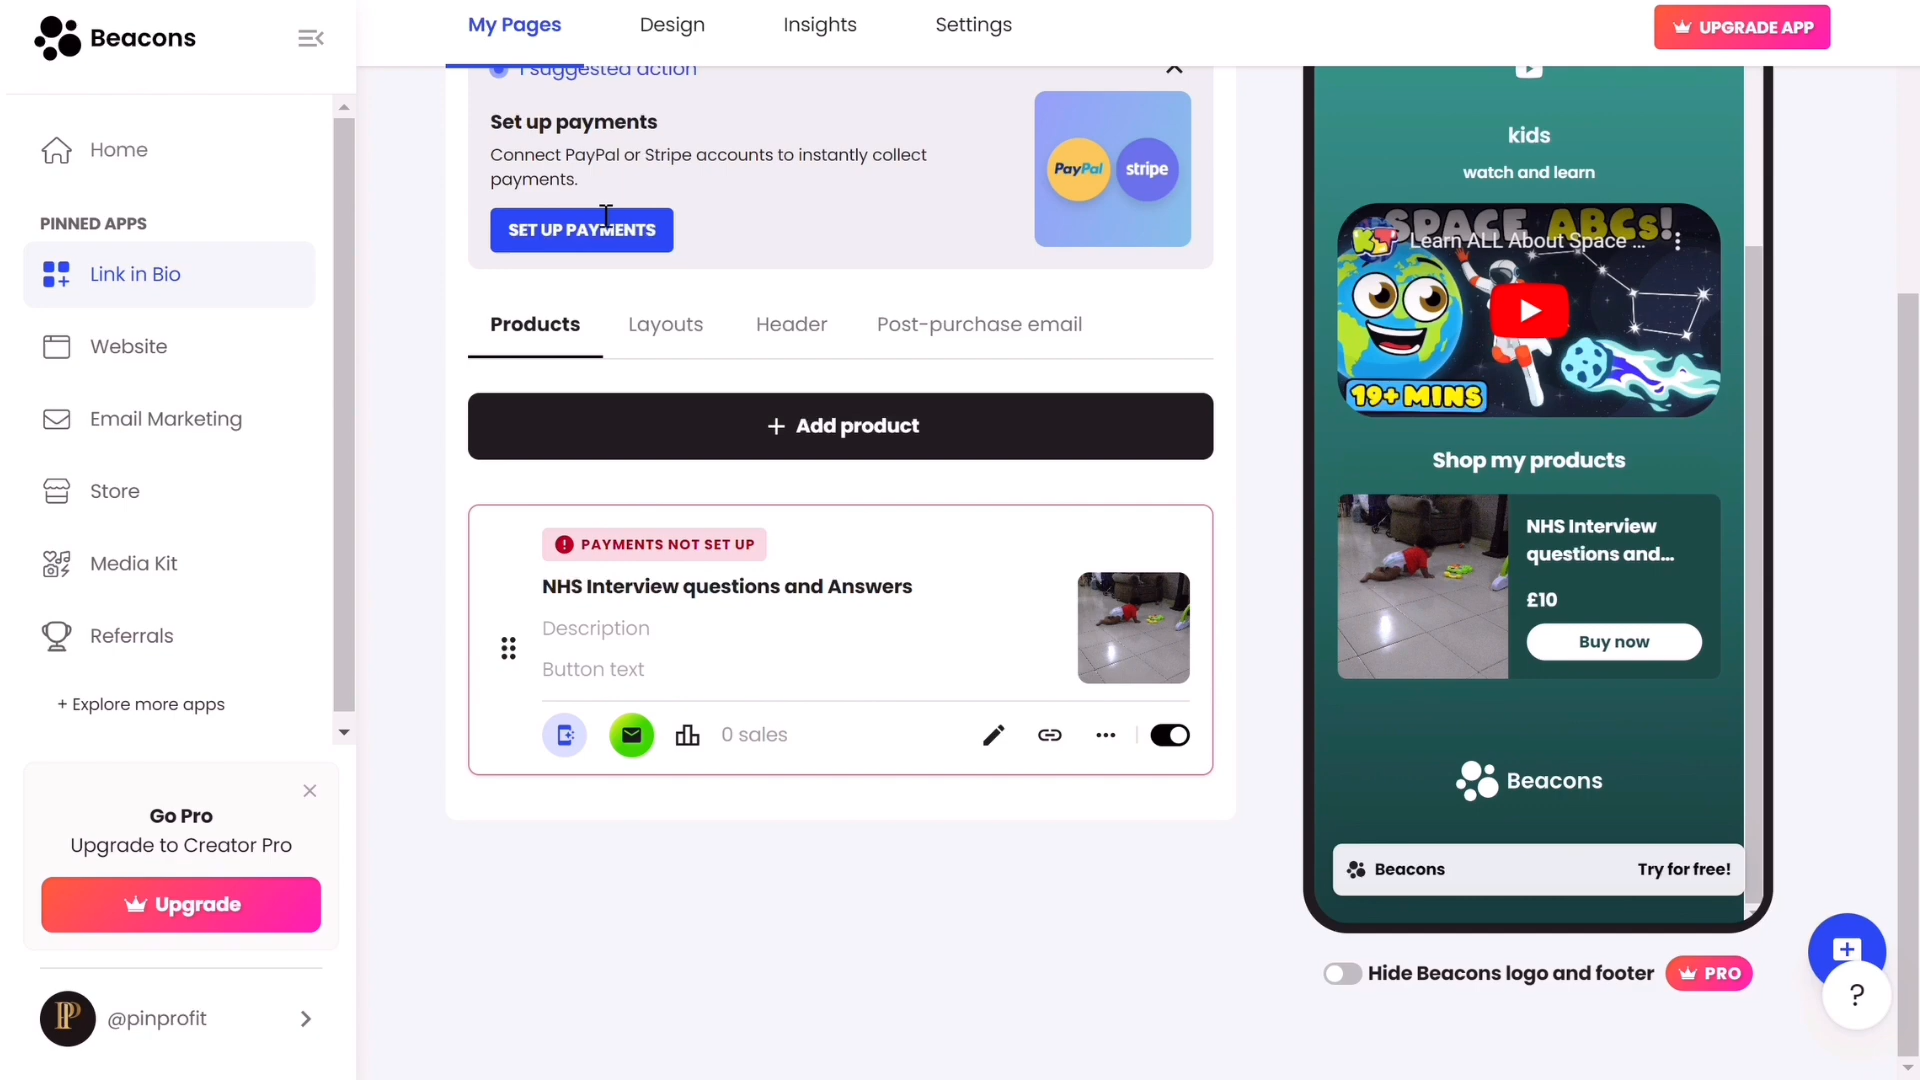 Beacons
My Pages
Design
Insights
Settings
UPGRADE APP
Home
PINNED APPS
Link in Bio
Website
Email Marketing
Store
Media Kit
Referrals
+ Explore more apps
Go Pro
Upgrade to Creator Pro
Upgrade
@pinprofit
1 suggested action
Set up payments
Connect PayPal or Stripe accounts to instantly collect
payments.
SET UP PAYMENTS
PayPal
stripe
Products
Layouts
Header
Post-purchase email
+ Add product
PAYMENTS NOT SET UP
NHS Interview questions and Answers
Description
Button text
0 sales
kids
watch and learn
SPACE ABCs!
Learn ALL About Space ...
19+ MINS
Shop my products
NHS Interview
questions and...
£10
Buy now
Beacons
Beacons
Try for free!
Hide Beacons logo and footer
PRO
?